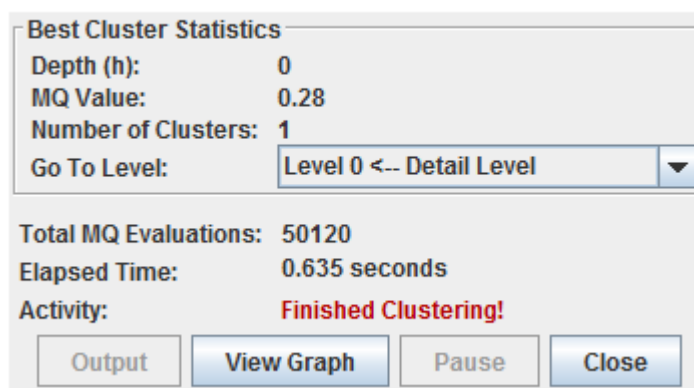 Best Cluster Statistics
Depth (h): 0
MQ Value: 0.28
Number of Clusters: 1
Go To Level: Level 0 <-- Detail Level
Total MQ Evaluations: 50120
Elapsed Time: 0.635 seconds
Activity: Finished Clustering!
Output View Graph Pause Close